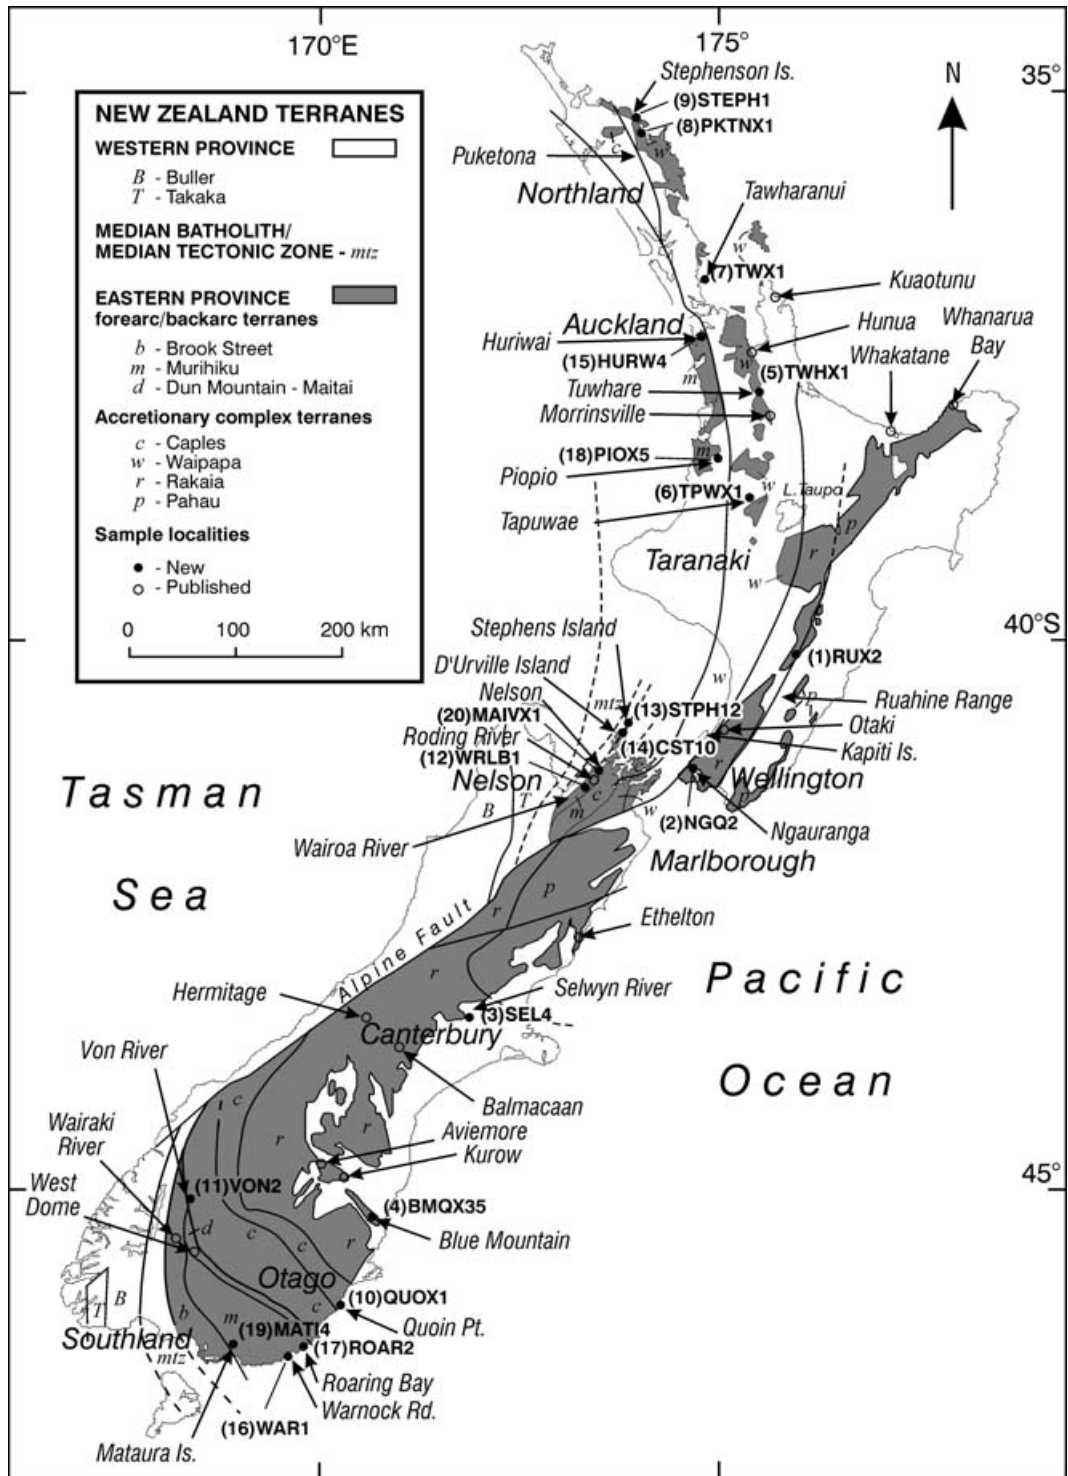 170°E
175°
35°
N
NEW ZEALAND TERRANES
WESTERN PROVINCE
B - Buller
T - Takaka
MEDIAN BATHOLITH/
MEDIAN TECTONIC ZONE - mtz
EASTERN PROVINCE
forearc/backarc terranes
b - Brook Street
m - Murihiku
d - Dun Mountain - Maitai
Accretionary complex terranes
c - Caples
w - Waipapa
r - Rakaia
p - Pahau
Sample localities
- New
- Published
0 100 200 km
Stephenson Is.
(9)STEPH1
(8)PKTNX1
c
w
Puketona
Northland
Tawharanui
w
(7)TWX1
Kuaotunu
Auckland
Hunua
Whanarua
Bay
Huriwai
(15)HURW4
Whakatane
w
(5)TWHX1
m
Tuwhare
Morrinsville
(18)PIOX5
m
Piopio
w
(6)TPWX1
L.Taupo
p
Tapuwae
Taranaki
r
w
40°S
Stephens Island
D'Urville Island
(1)RUX2
Nelson
mtz
w
p
Ruahine Range
(20)MAIVX1
(13)STPH12
Otaki
Roding River
(14)CST10
Kapiti Is.
(12)WRLB1
c
r
Nelson
Wellington
B
T
c
m
w
p
(2)NGQ2
Ngauranga
Wairoa River
Marlborough
Tasman
Sea
p
r
Alpine Fault
Ethelton
r
Pacific
Ocean
Hermitage
Selwyn River
(3)SEL4
Canterbury
Von River
Balmacaan
c
Wairaki
River
r
r
Aviemore
Kurow
West
Dome
45°
(11)VON2
(4)BMQX35
d
c
c
r
Blue Mountain
Otago
(10)QUOX1
T
B
b
m
c
Quoin Pt.
Southland
(19)MATI4
(17)ROAR2
mtz
Roaring Bay
Warnock Rd.
(16)WAR1
Mataura Is.